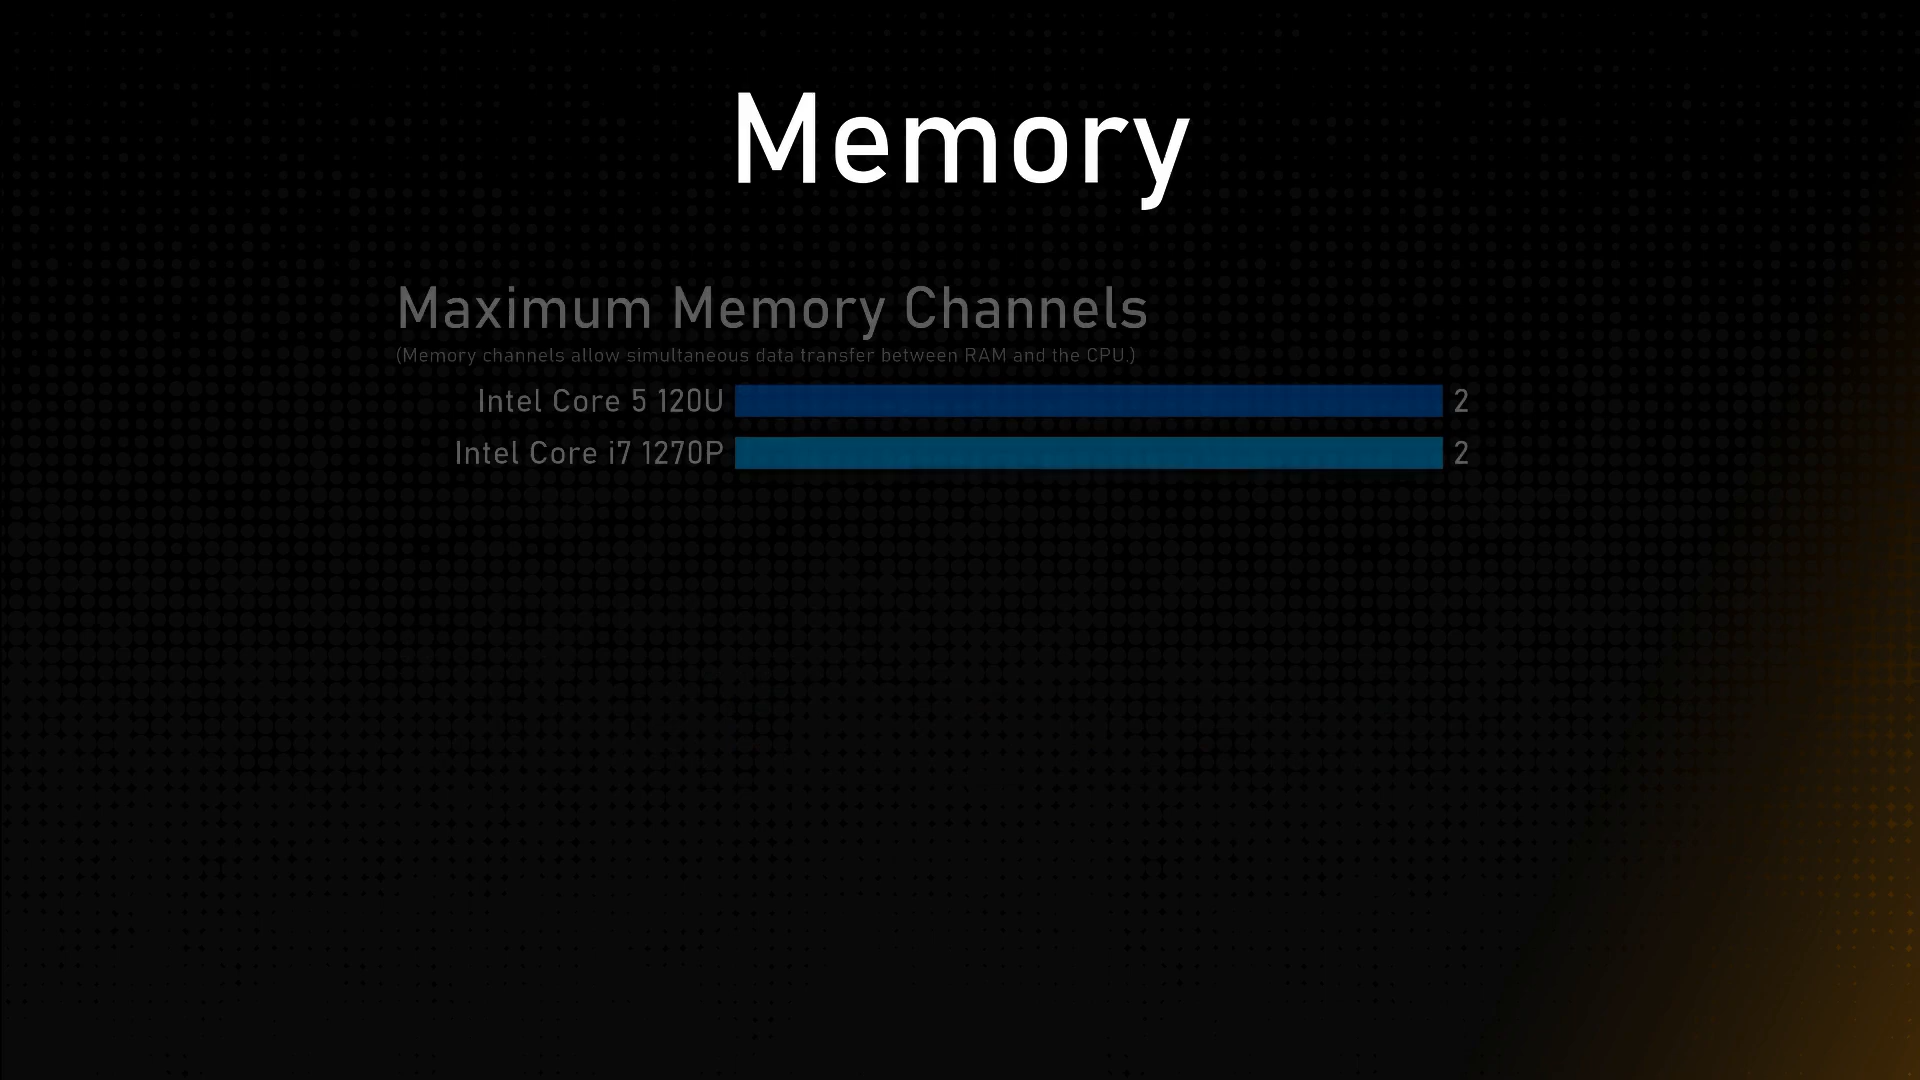 Memory
Maximum Memory Channels
(Memory channels allow simultaneous data transfer between RAM and the CPU.)
Intel Core 5 120U 2
Intel Core i7 1270P 2